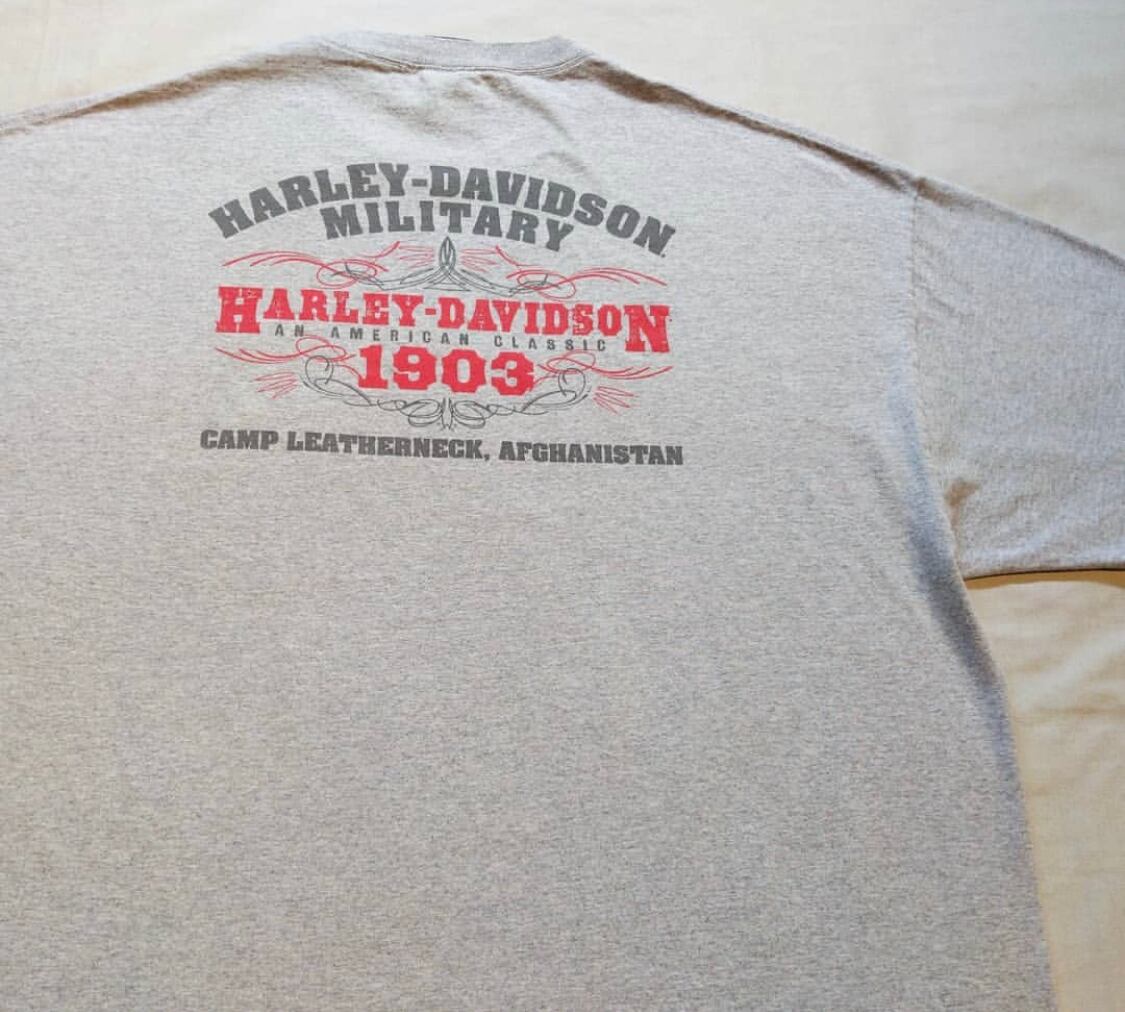 HARLEY-DAVIDSON
MILITARY
HARLEY-DAVIDSON
AN AMERICAN CLASSIC
1903
CAMP LEATHERNECK, AFGHANISTAN